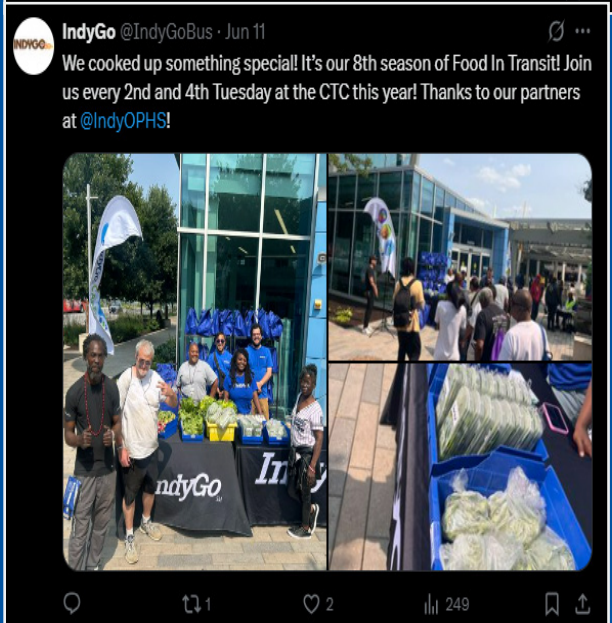 IndyGo @IndyGoBus · Jun 11
INDYGO
We cooked up something special! It's our 8th season of Food In Transit! Join
us every 2nd and 4th Tuesday at the CTC this year! Thanks to our partners
at @IndyOPHS!
ndyGo
In
y
1
2
249